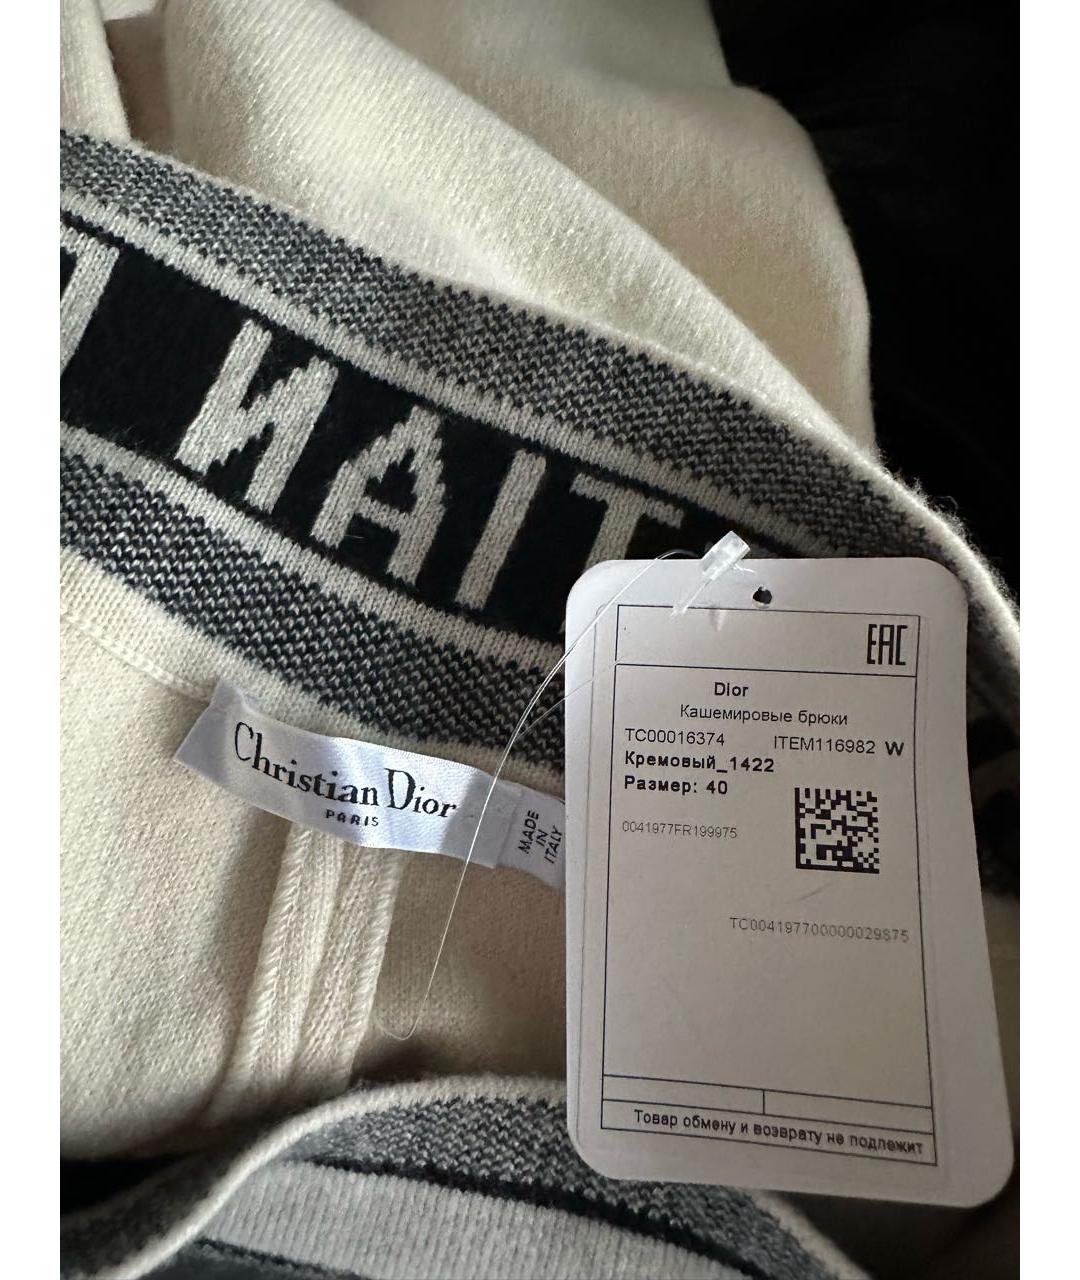 ИAIT
Christian Dior
PARIS
MADE
IN
ITALY
EAC
Dior
Кашемировые брюки
TC00016374 ITEM116982 W
Кремовый_1422
Размер: 40
0041977FR199975
TC004197700000029875
Товар обмену и возврату не подлежит